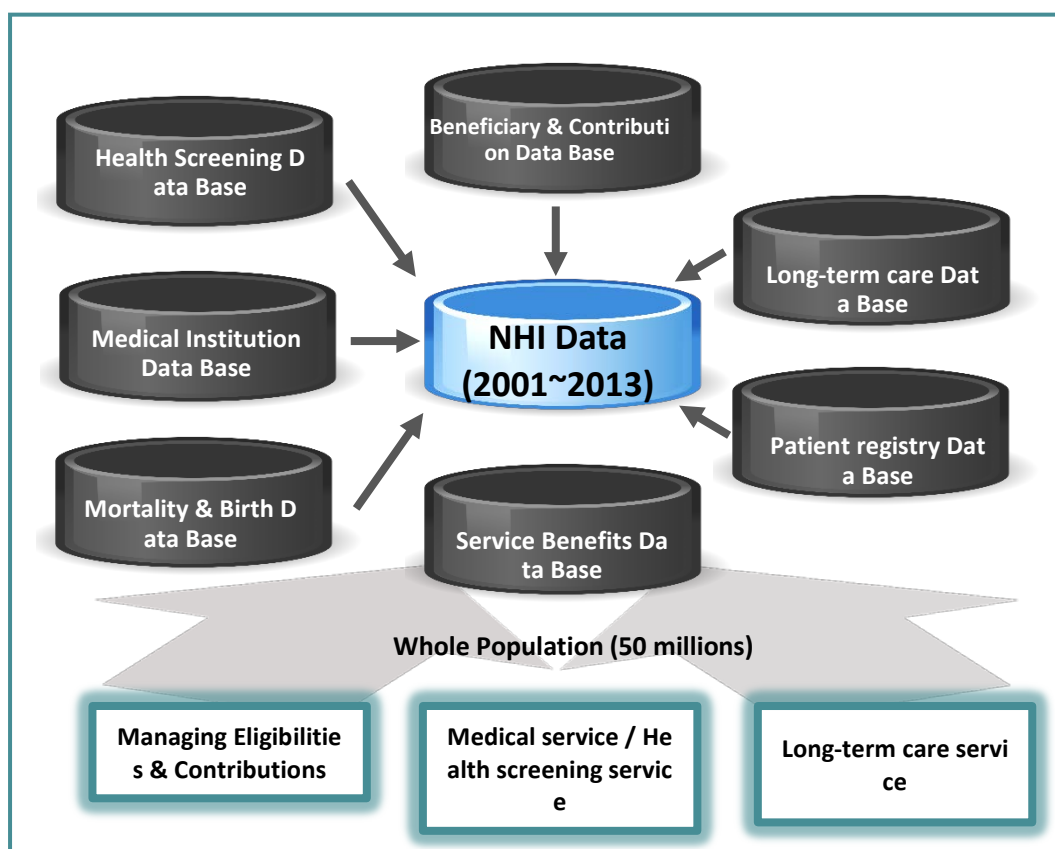 Health Screening D
ata Base
Beneficiary & Contributi
on Data Base
Long-term care Dat
a Base
Medical Institution
Data Base
NHI Data
(2001~2013)
Patient registry Dat
a Base
Mortality & Birth D
ata Base
Service Benefits Da
ta Base
Whole Population (50 millions)
Managing Eligibilitie
s & Contributions
Medical service / He
alth screening servic
e
Long-term care servi
ce